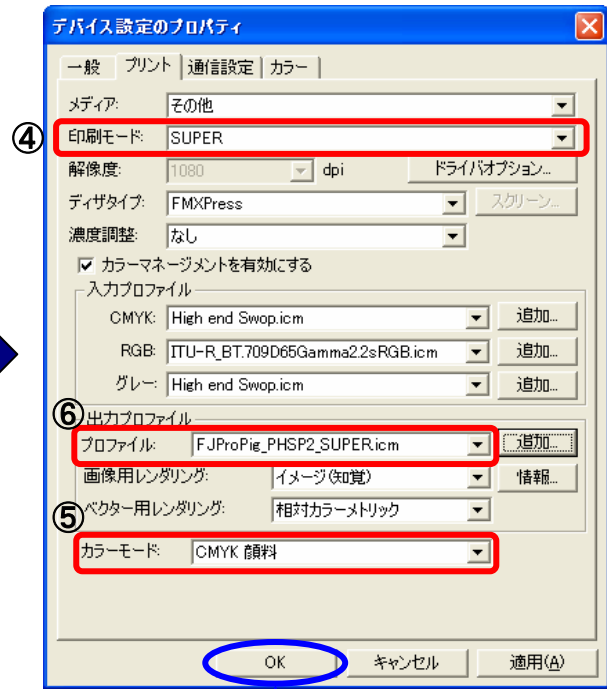 デバイス設定のプロパティ
一般 プリント 通信設定 カラー
メディア: その他
④ 印刷モード: SUPER
解像度: 1080 dpi ドライバオプション...
ディザタイプ: FMXPress スクリーン...
濃度調整: なし
カラーマネージメントを有効にする
入力プロファイル
CMYK: High end Swop.icm 追加...
RGB: ITU-R_BT.709D65Gamma2.2sRGB.icm 追加...
グレー: High end Swop.icm 追加...
⑥ 出力プロファイル
プロファイル: FJProPig_PHSP2_SUPER.icm 追加...
画像用レンダリング: イメージ(知覚) 情報...
⑤ ベクター用レンダリング: 相対カラーメトリック
カラーモード: CMYK 顔料
OK キャンセル 適用(A)